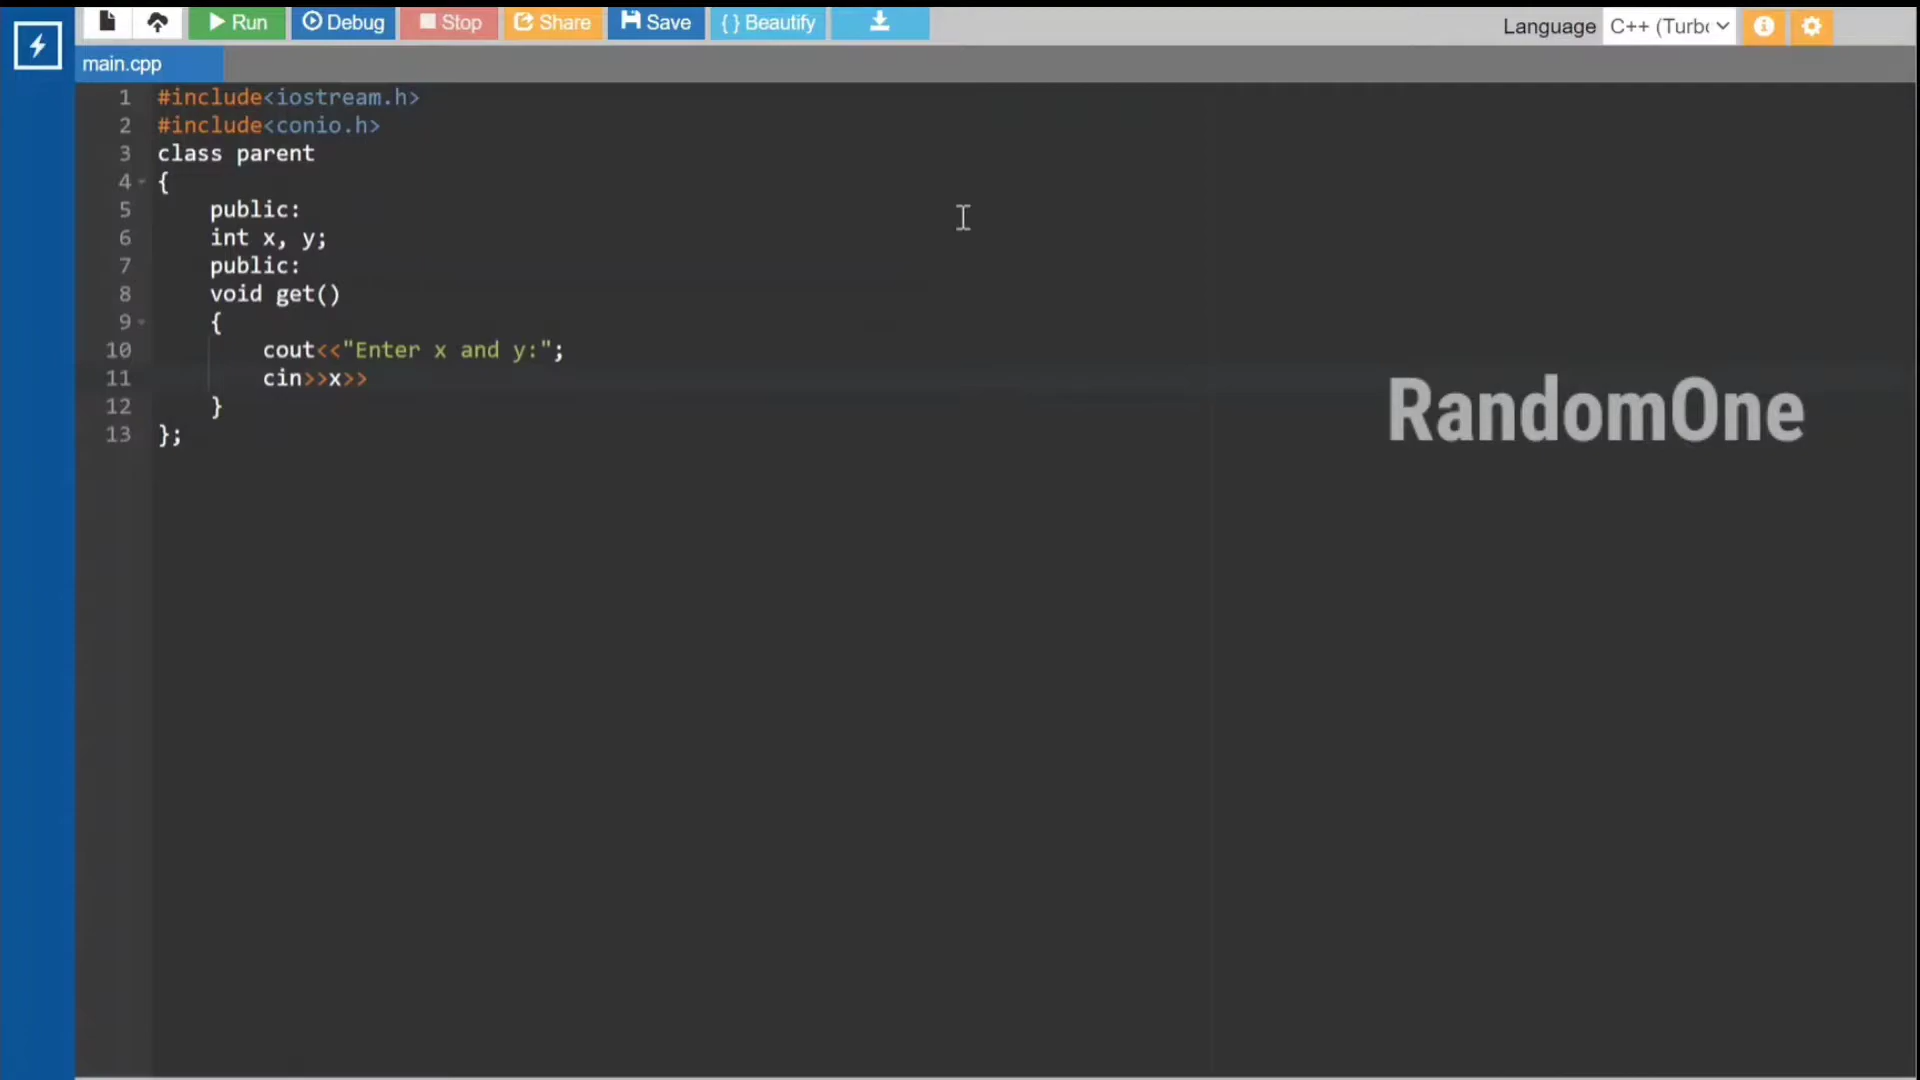 Run Debug Stop Share Save { } Beautify Language C++ (Turbo
main.cpp
1 #include<iostream.h>
2 #include<conio.h>
3 class parent
4 {
5 public:
6 int x, y;
7 public:
8 void get()
9 {
10 cout<<"Enter x and y:";
11 cin>>x>>
12 }
13 };
RandomOne